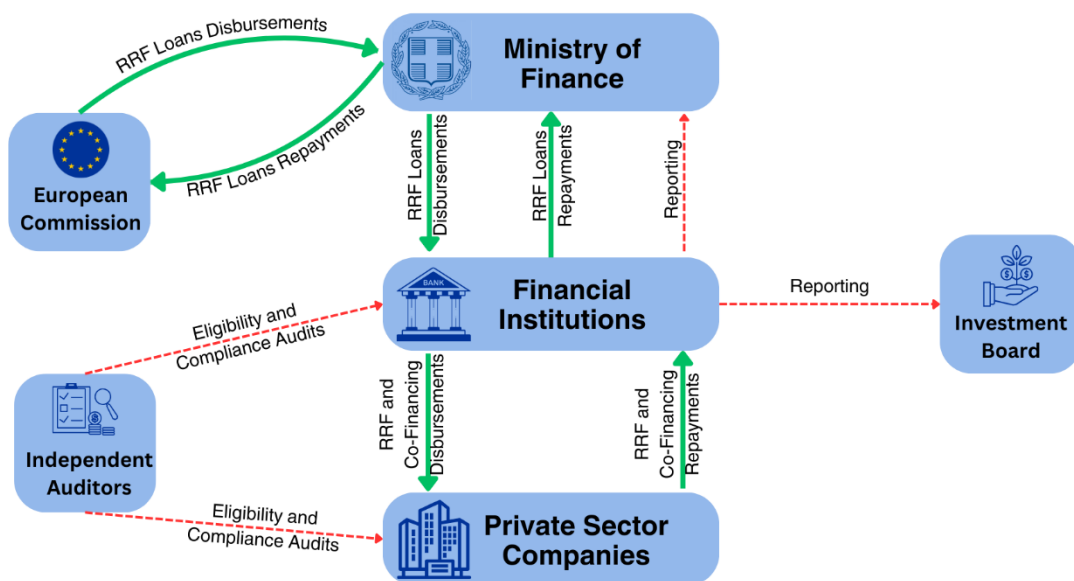 RRF Loans Disbursements
Ministry of
Finance
RRF Loans Repayments
European
Commission
RRF Loans
Disbursements
RRF Loans
Repayments
Reporting
BANK
Financial
Institutions
Reporting
Investment
Board
Eligibility and
Compliance Audits
Independent
Auditors
RRF and
Co-Financing
Disbursements
RRF and
Co-Financing
Repayments
Eligibility and
Compliance Audits
Private Sector
Companies